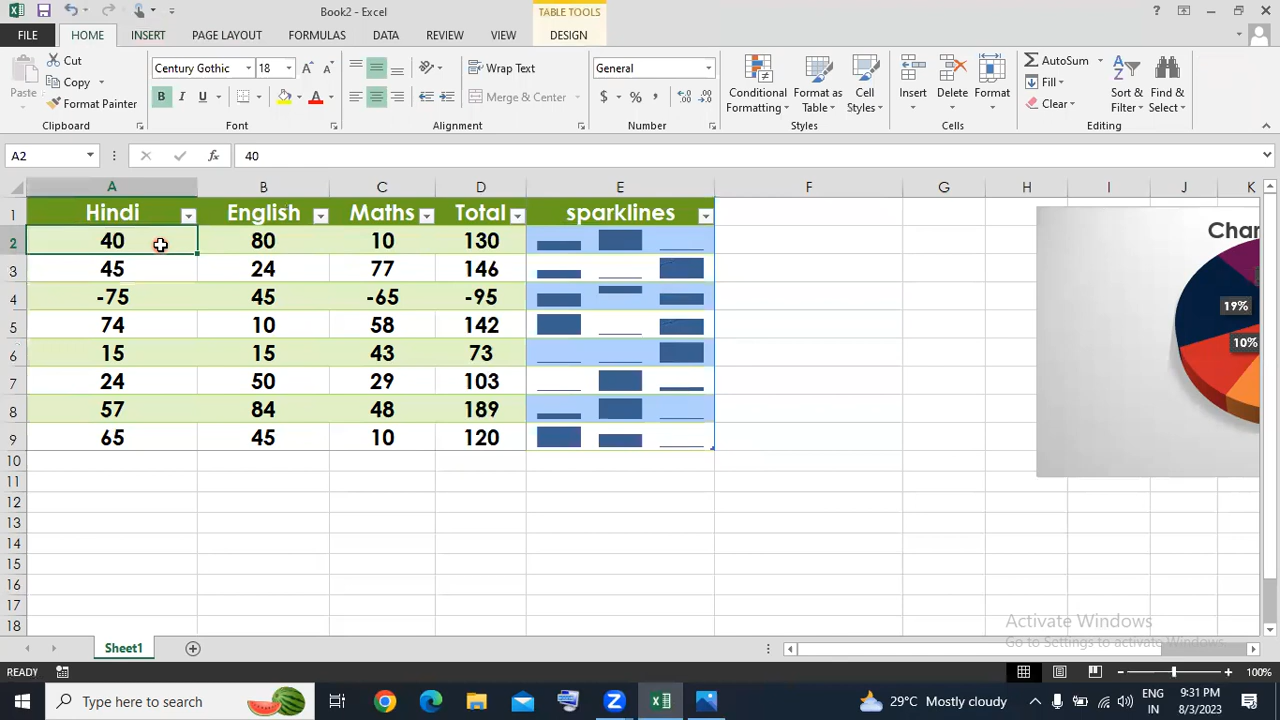 Book2 - Excel
TABLE TOOLS
FILE HOME INSERT PAGE LAYOUT FORMULAS DATA REVIEW VIEW DESIGN
Paste
Cut
Copy
Format Painter
Clipboard
Century Gothic 18
B I U
Font
Wrap Text
Merge & Center
Alignment
General
$ % ,
Number
Conditional Formatting
Format as Table
Cell Styles
Styles
Insert Delete Format
Cells
AutoSum
Fill
Clear
Sort & Filter
Find & Select
Editing
A2 fx 40
A B C D E F G H I J K
1 Hindi English Maths Total sparklines
2 40 80 10 130
3 45 24 77 146
4 -75 45 -65 -95
5 74 10 58 142
6 15 15 43 73
7 24 50 29 103
8 57 84 48 189
9 65 45 10 120
10
11
12
13
14
15
16
17
18
19%
10%
Activate Windows
Go to Settings to activate Windows.
Sheet1
READY 100%
Type here to search
29°C Mostly cloudy
ENG
IN
9:31 PM
8/3/2023